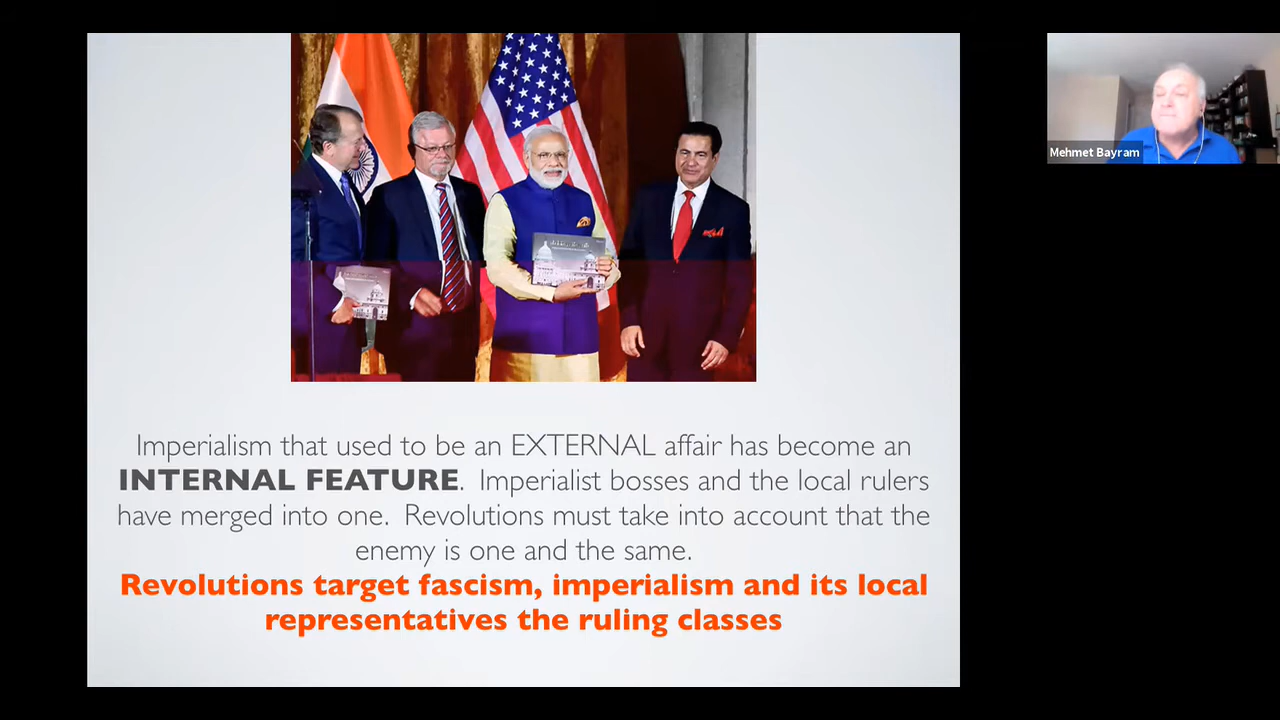 Imperialism that used to be an EXTERNAL affair has become an
INTERNAL FEATURE. Imperialist bosses and the local rulers
have merged into one. Revolutions must take into account that the
enemy is one and the same.
Revolutions target fascism, imperialism and its local
representatives the ruling classes
Mehmet Bayram